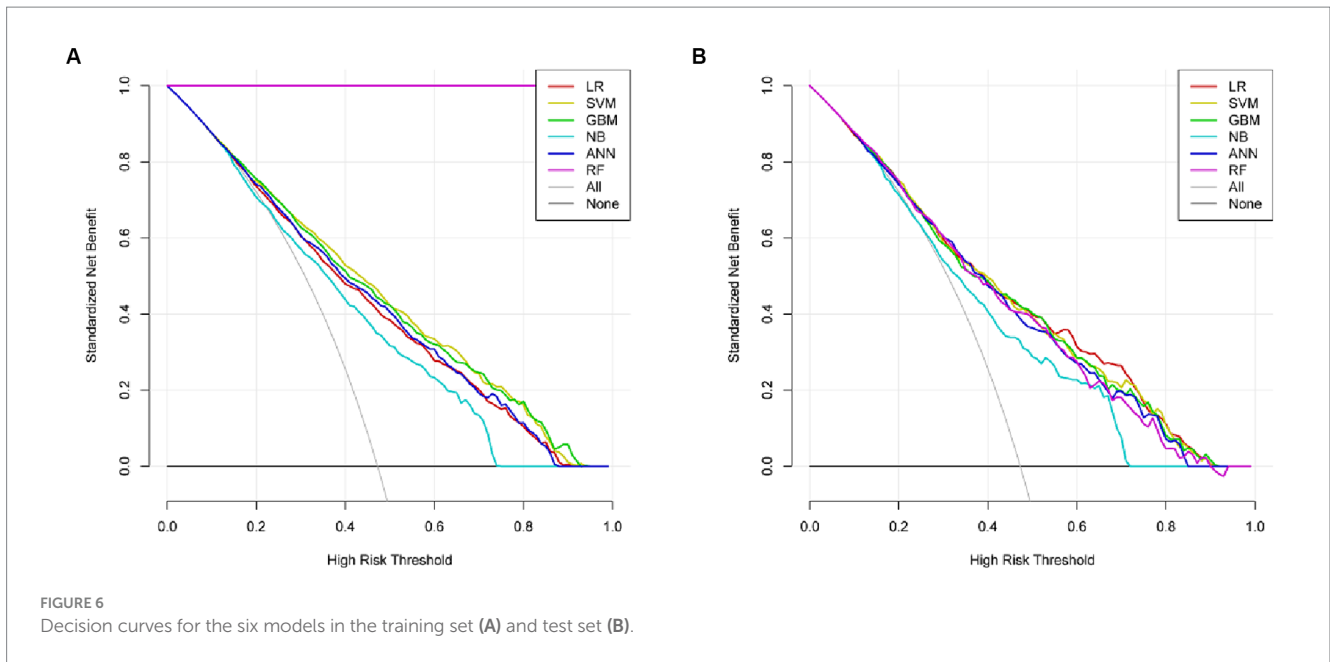 A
Standardized Net Benefit
1.0
0.8
0.6
0.4
0.2
0.0
LR
SVM
GBM
NB
ANN
RF
All
None
0.0 0.2 0.4 0.6 0.8 1.0
High Risk Threshold
B
Standardized Net Benefit
1.0
0.8
0.6
0.4
0.2
0.0
LR
SVM
GBM
NB
ANN
RF
All
None
0.0 0.2 0.4 0.6 0.8 1.0
High Risk Threshold
FIGURE 6
Decision curves for the six models in the training set (A) and test set (B).